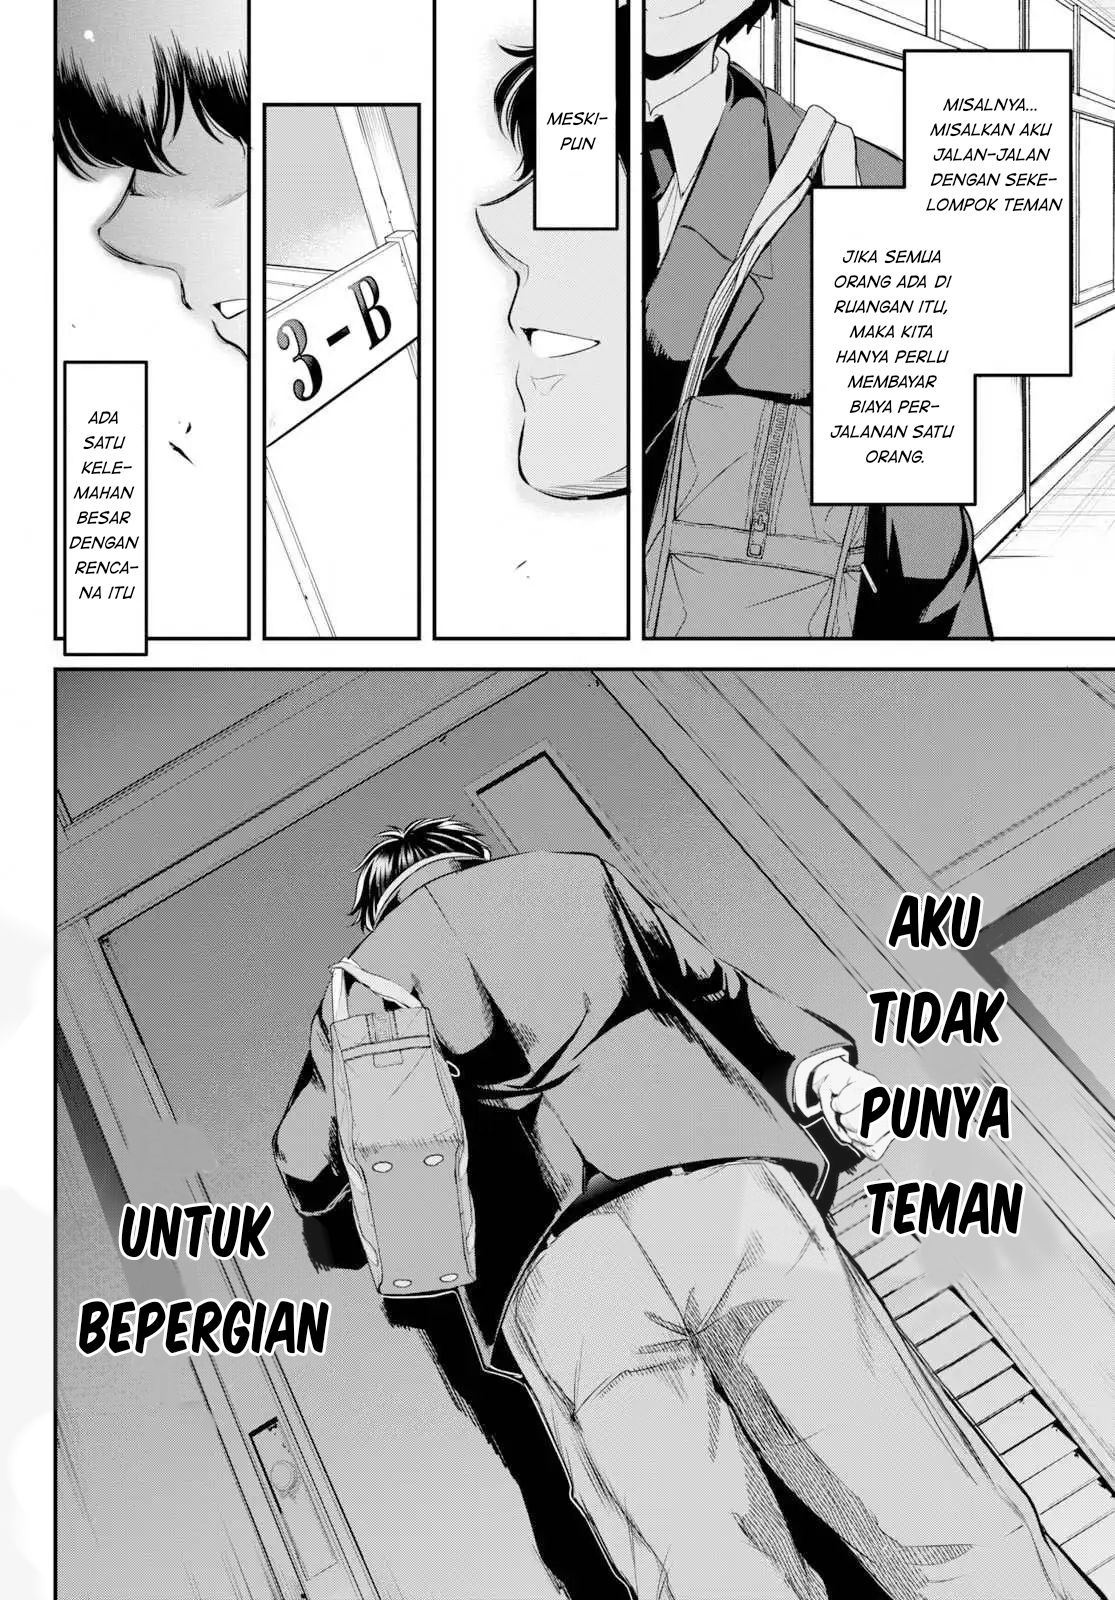 MISALNYA...
MISALKAN AKU
JALAN-JALAN
DENGAN SEKE-
LOMPOK TEMAN
JIKA SEMUA
ORANG ADA DI
RUANGAN ITU,
MAKA KITA
HANYA PERLU
MEMBAYAR
BIAYA PER-
JALANAN SATU
ORANG.
MESKI-
PUN
3-B
ADA
SATU
KELE-
MAHAN
BESAR
DENGAN
RENCA-
NA ITU
AKU
TIDAK
PUNYA
TEMAN
UNTUK
BEPERGIAN